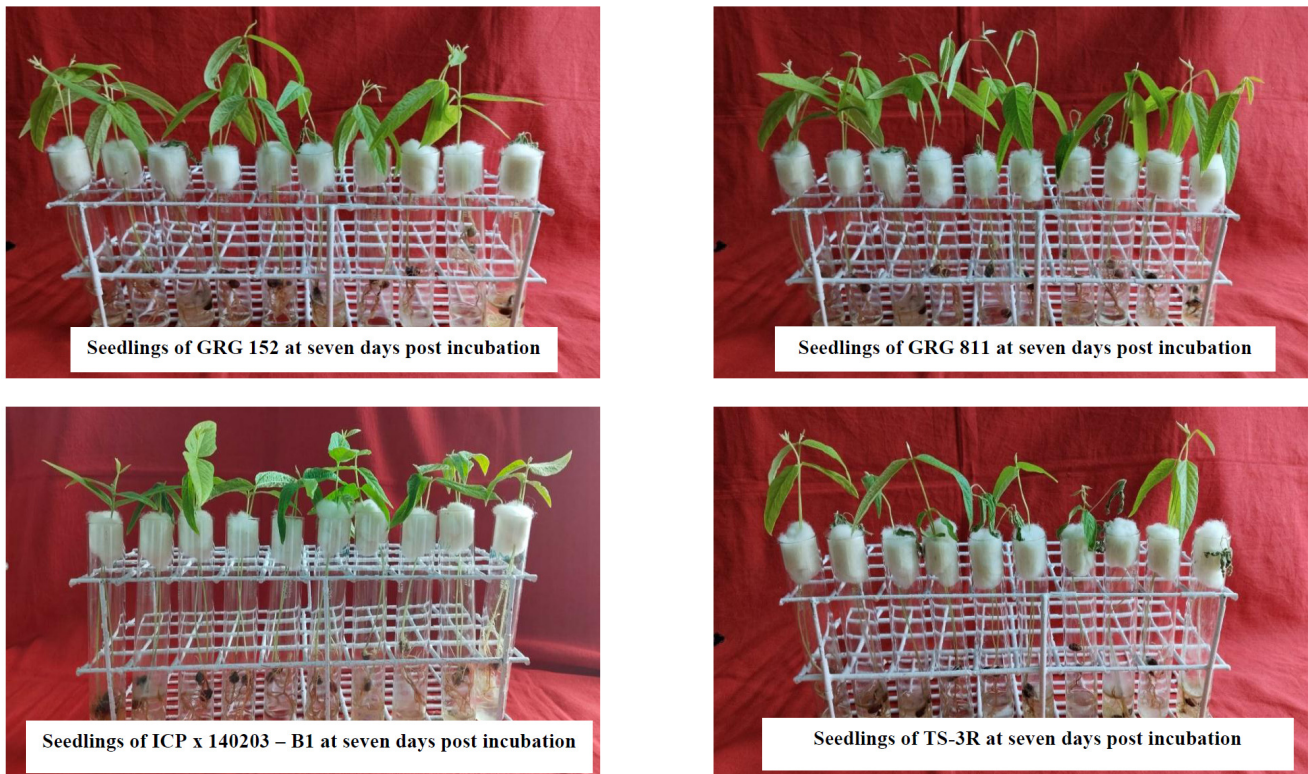 Seedlings of GRG 152 at seven days post incubation
Seedlings of GRG 811 at seven days post incubation
Seedlings of ICP x 140203 – B1 at seven days post incubation
Seedlings of TS-3R at seven days post incubation